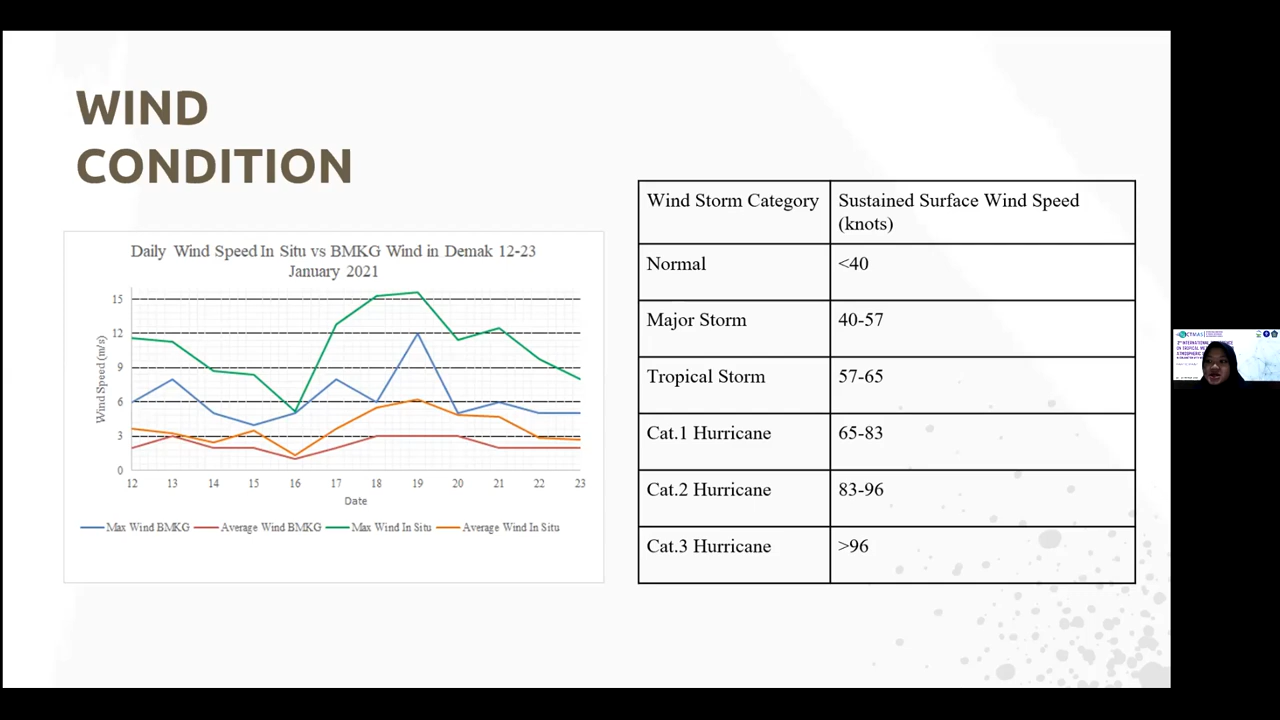 WIND
CONDITION
Daily Wind Speed In Situ vs BMKG Wind in Demak 12-23
January 2021
Wind Speed (m/s)
15
12
9
6
3
0
12 13 14 15 16 17 18 19 20 21 22 23
Date
Max Wind BMKG Average Wind BMKG Max Wind In Situ Average Wind In Situ
Wind Storm Category Sustained Surface Wind Speed
(knots)
Normal <40
Major Storm 40-57
Tropical Storm 57-65
Cat.1 Hurricane 65-83
Cat.2 Hurricane 83-96
Cat.3 Hurricane >96